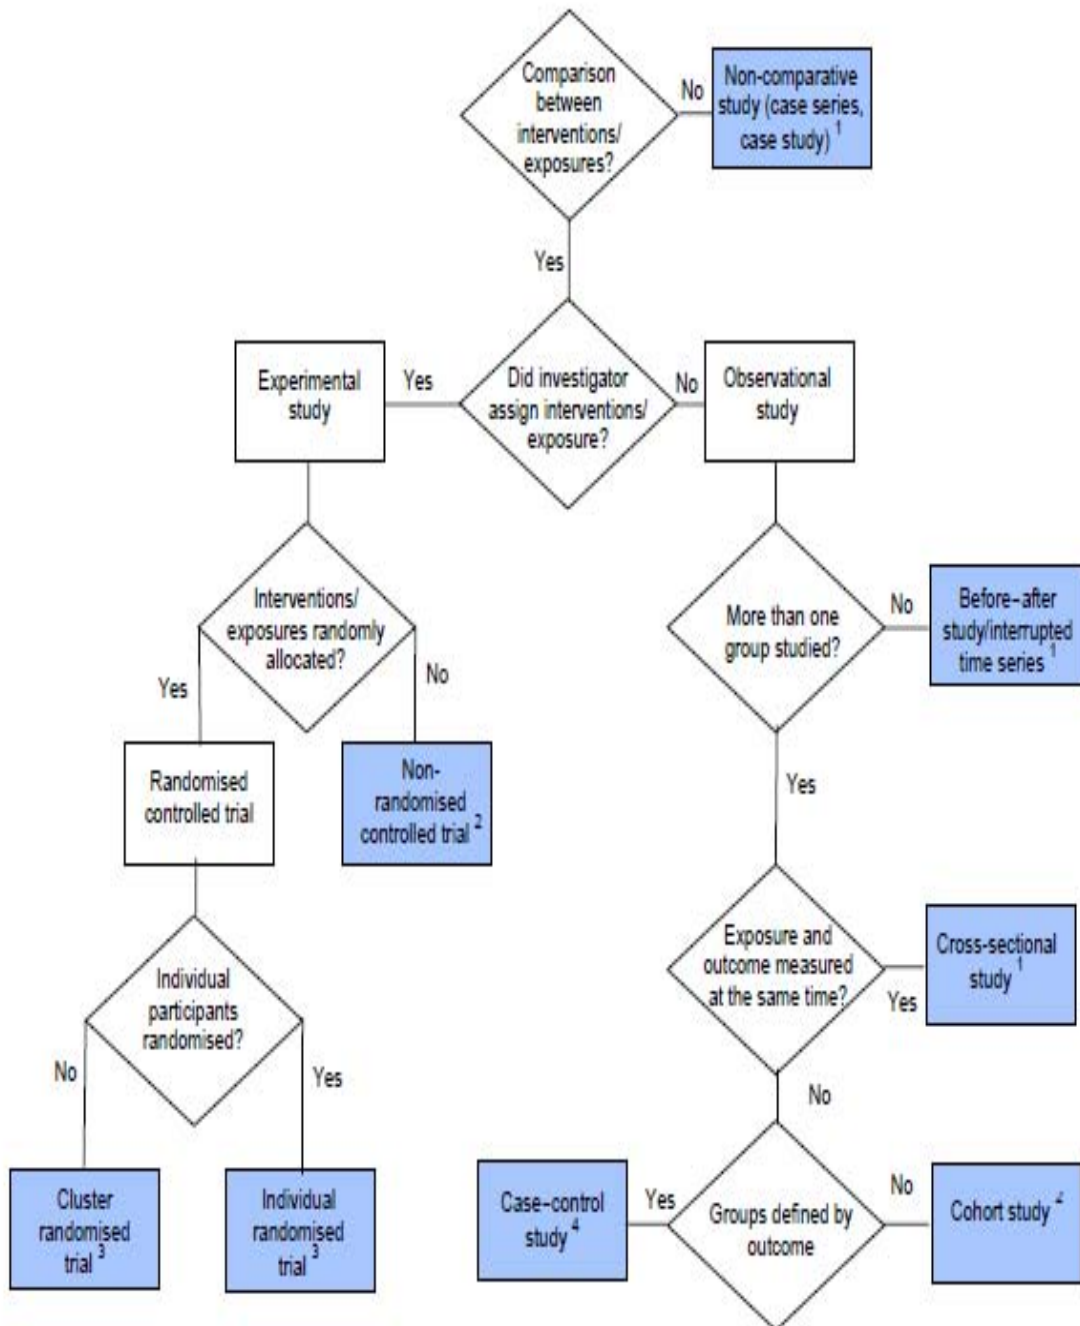 Comparison
between
interventions/
exposures?
No
Non-comparative
study (case series,
case study) 1
Yes
Experimental
study
Yes
Did investigator
assign interventions/
exposure?
No
Observational
study
Interventions/
exposures randomly
allocated?
Yes
No
More than one
group studied?
No
Before–after
study/interrupted
time series 1
Yes
Randomised
controlled trial
Non-
randomised
controlled trial 2
Individual
participants
randomised?
No
Yes
Exposure and
outcome measured
at the same time?
Yes
Cross-sectional
study 1
No
Cluster
randomised
trial 3
Individual
randomised
trial 3
Case–control
study 4
Yes
Groups defined by
outcome
No
Cohort study 2